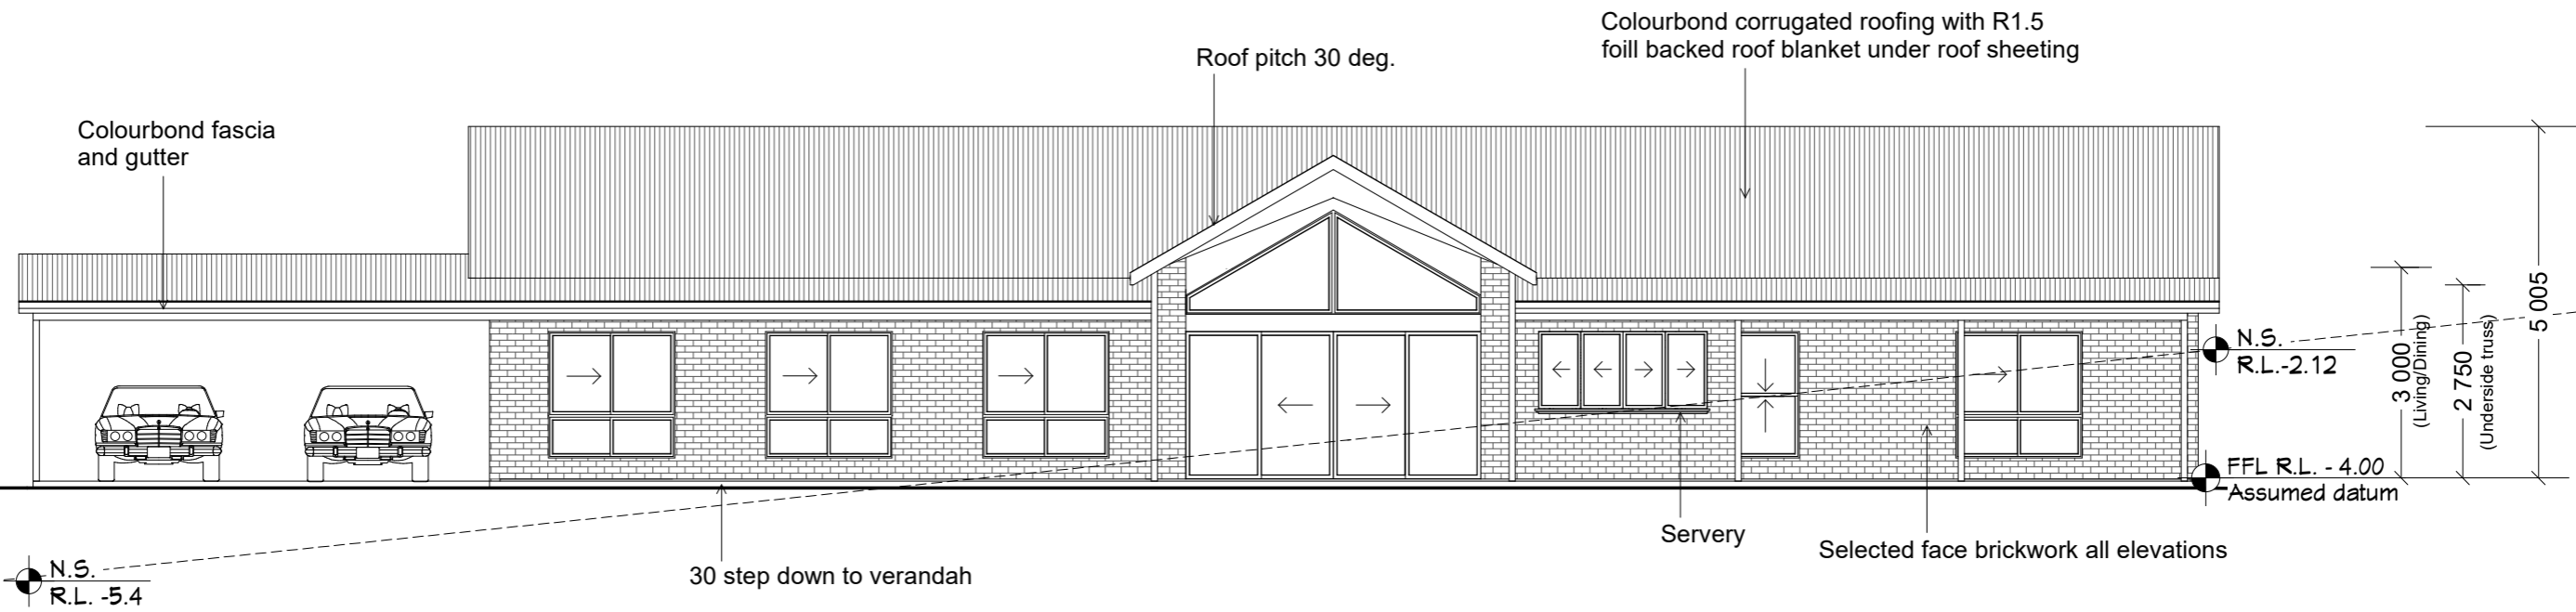 Colourbond corrugated roofing with R1.5
foill backed roof blanket under roof sheeting
Roof pitch 30 deg.
Colourbond fascia
and gutter
5 005
3 000
(Living/Dining)
2 750
(Underside truss)
N.S.
R.L.-2.12
FFL R.L. - 4.00
Assumed datum
Servery
Selected face brickwork all elevations
30 step down to verandah
N.S.
R.L. -5.4